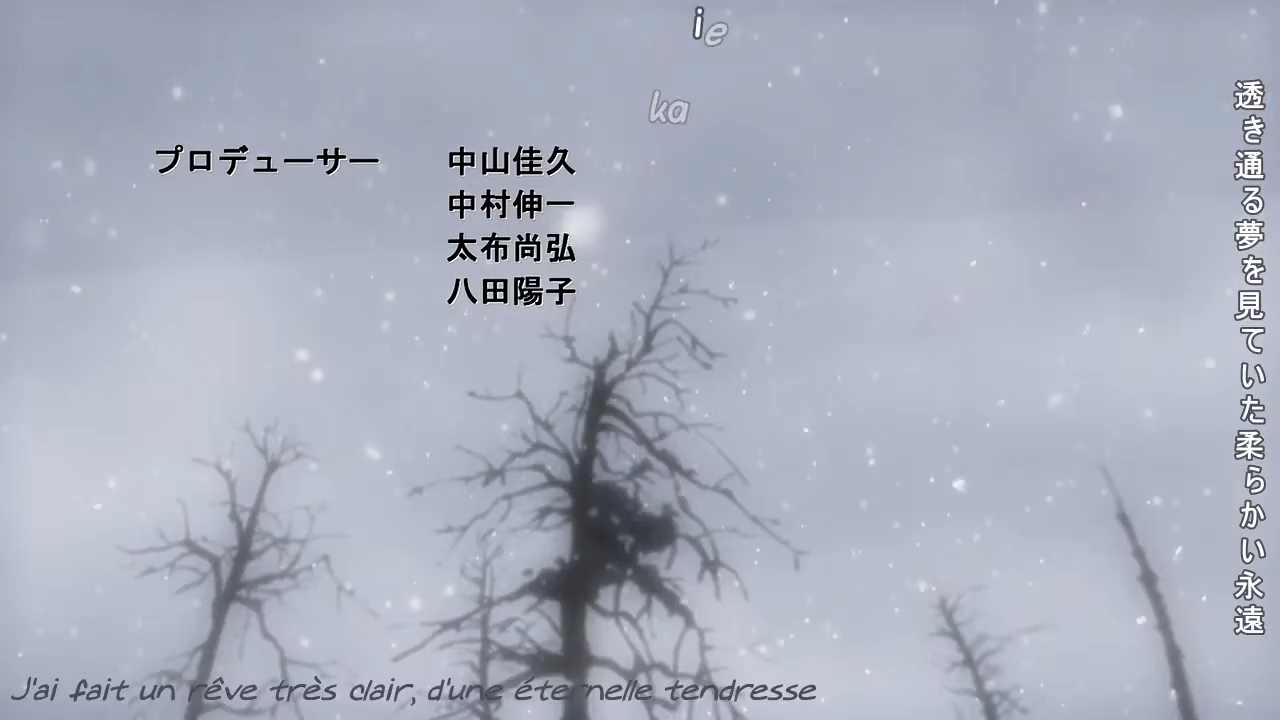 ie
ka
プロデューサー 中山佳久
中村伸一
太布尚弘
八田陽子
透き通る夢を見ていた柔らかい永遠
J'ai fait un rêve très clair, d'une éternelle tendresse